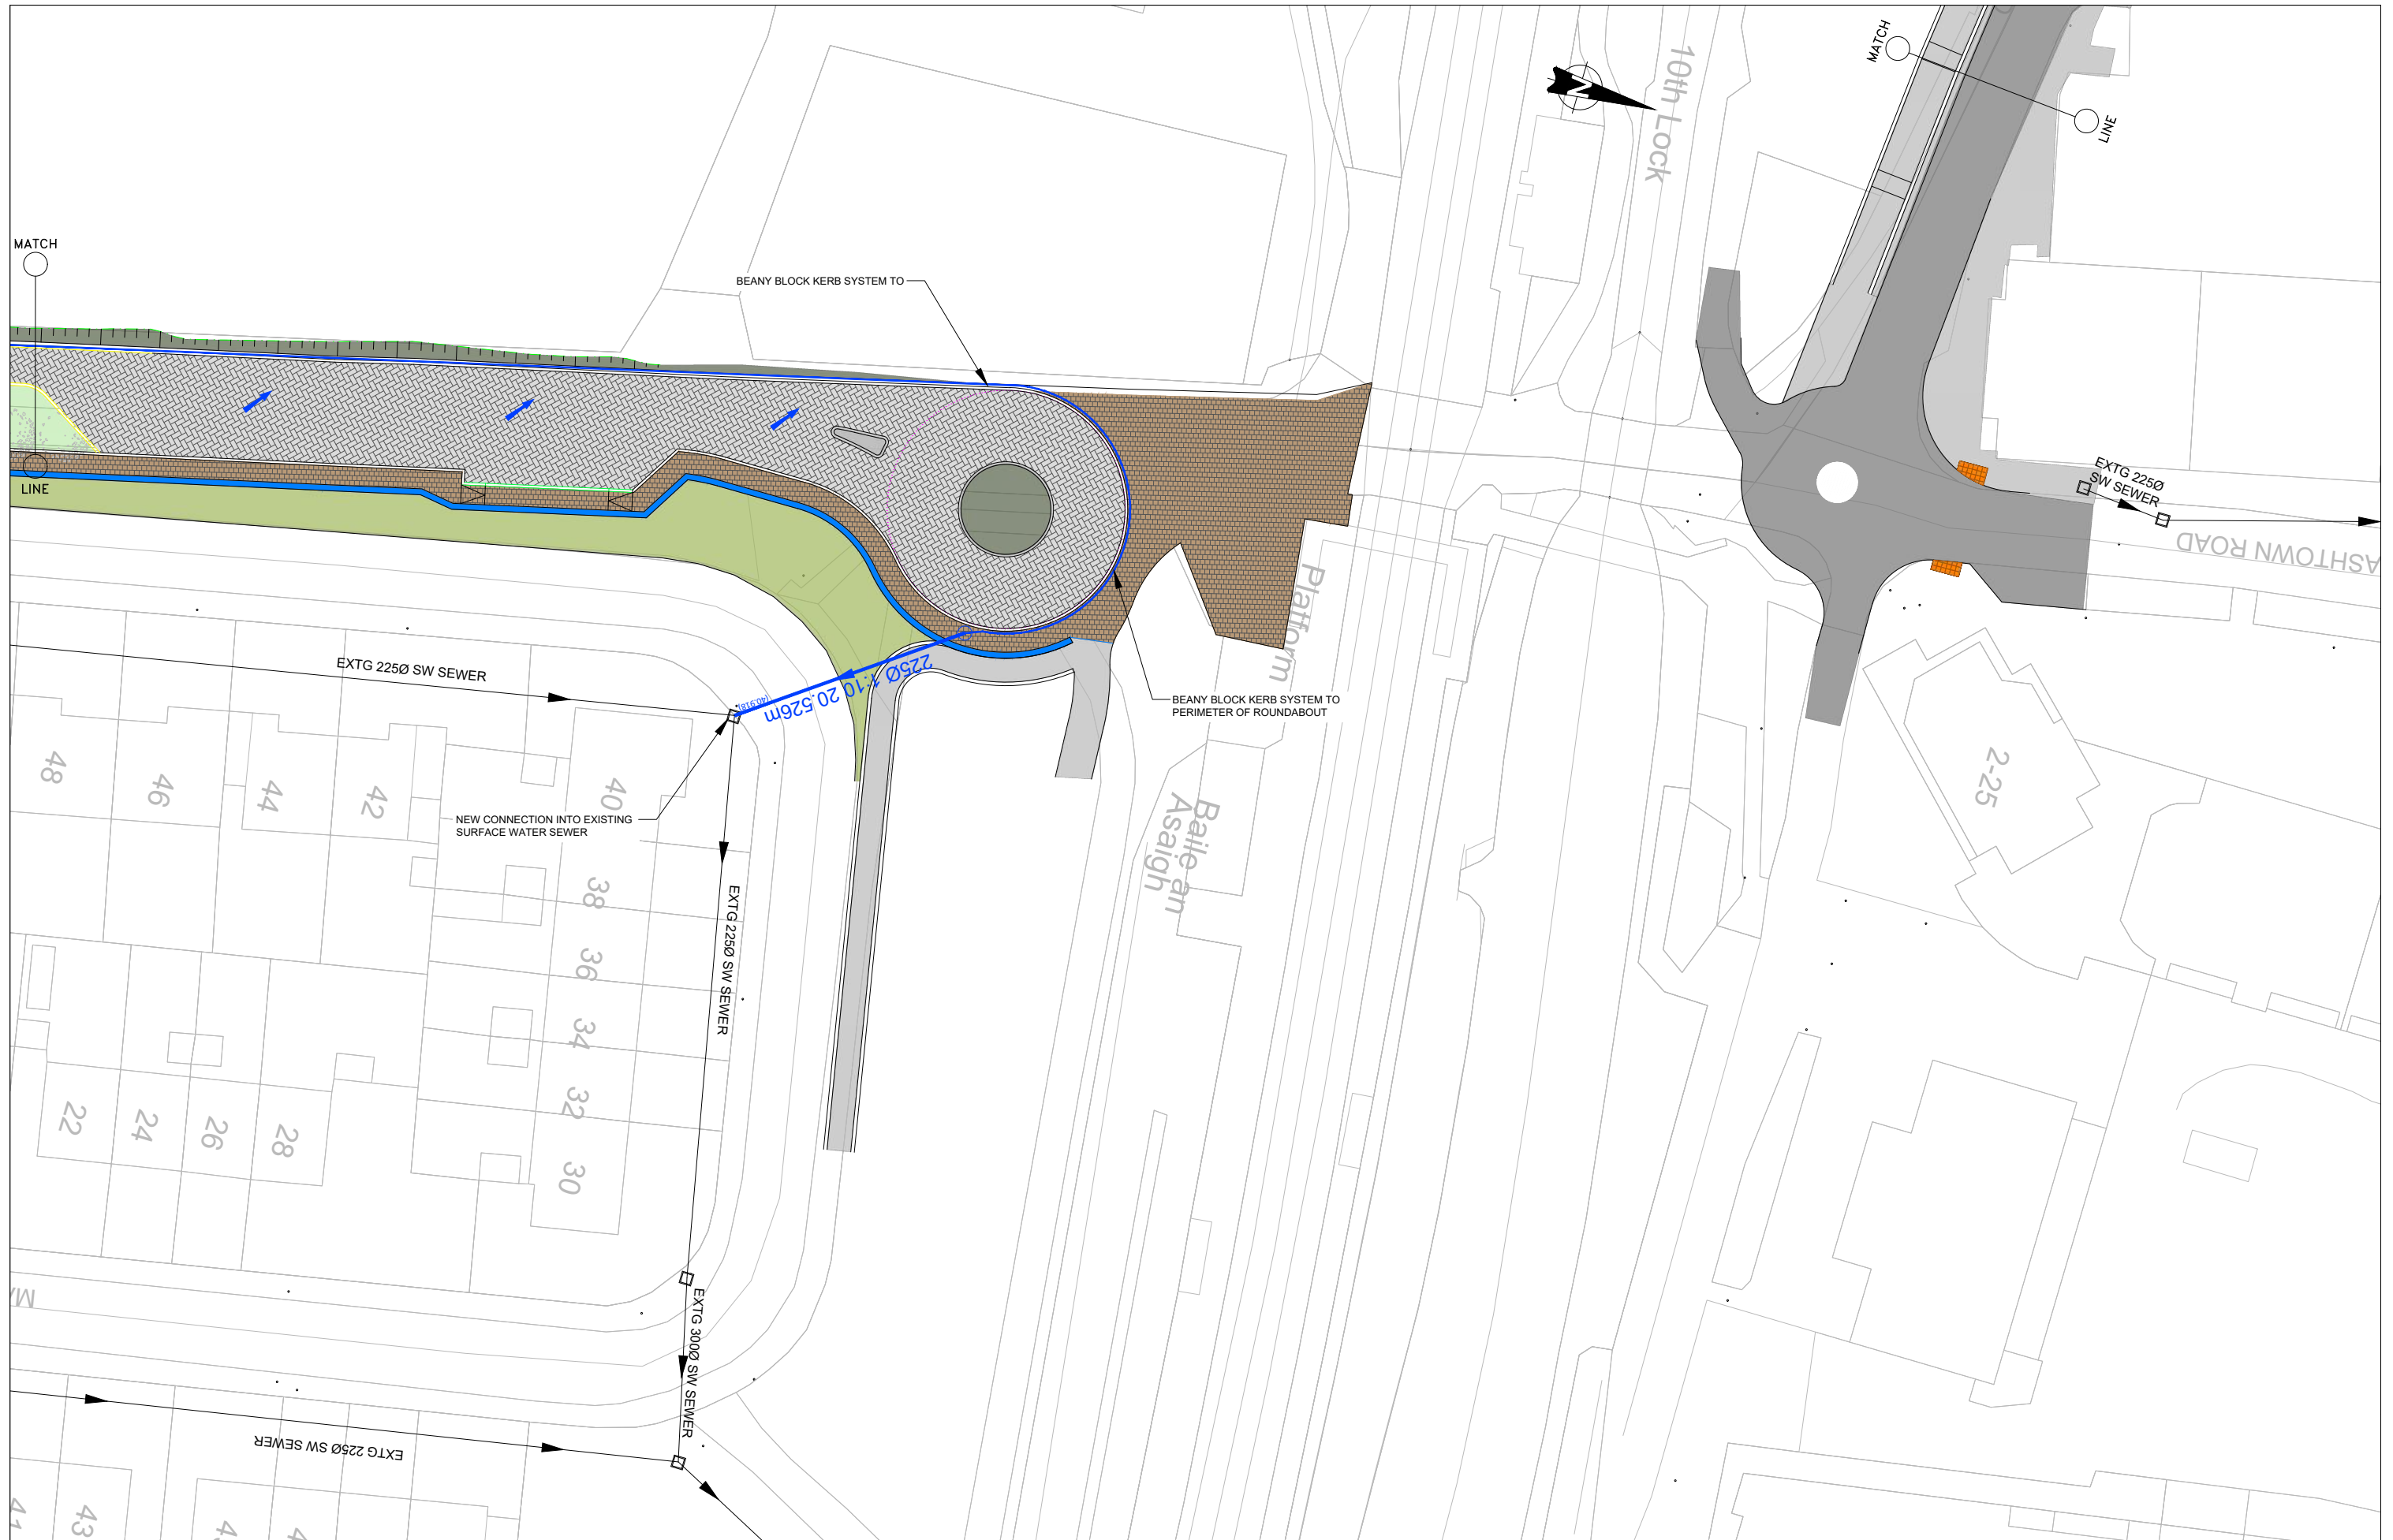 10th Lock
MATCH
LINE
N
MATCH
LINE
BEANY BLOCK KERB SYSTEM TO
EXTG 225Ø
SW SEWER
ASHTOWN ROAD
Platform
EXTG 225Ø SW SEWER
225Ø 1:10 20.526m
[40.918]
BEANY BLOCK KERB SYSTEM TO
PERIMETER OF ROUNDABOUT
NEW CONNECTION INTO EXISTING
SURFACE WATER SEWER
48
46
44
42
40
2-25
Baile an
Asaigh
EXTG 225Ø SW SEWER
38
36
34
32
30
22
24
26
28
EXTG 300Ø SW SEWER
EXTG 225Ø SW SEWER
41
43